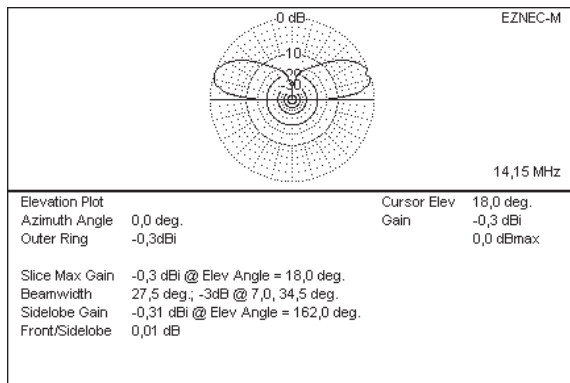 0 dB EZNEC-M
-10
-20
-30
14,15 MHz
Elevation Plot Cursor Elev 18,0 deg.
Azimuth Angle 0,0 deg. Gain -0,3 dBi
Outer Ring -0,3dBi 0,0 dBmax
Slice Max Gain -0,3 dBi @ Elev Angle = 18,0 deg.
Beamwidth 27,5 deg.; -3dB @ 7,0, 34,5 deg.
Sidelobe Gain -0,31 dBi @ Elev Angle = 162,0 deg.
Front/Sidelobe 0,01 dB